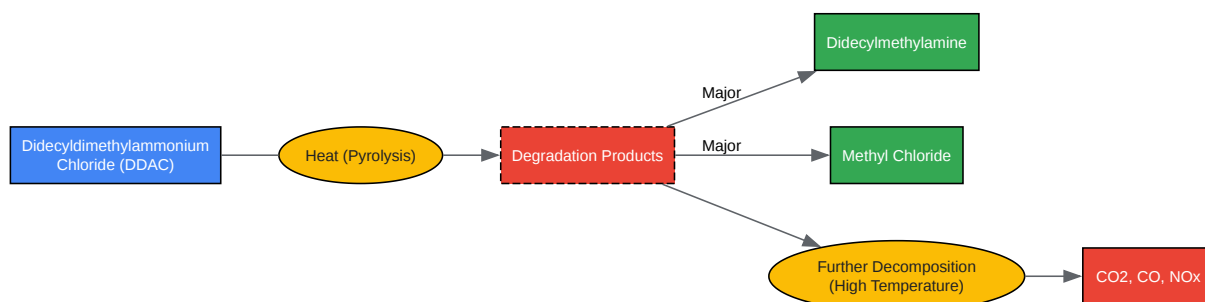 Didecylmethylamine
Major
Didecyldimethylammonium
Chloride (DDAC)
Heat (Pyrolysis)
Degradation Products
Major
Methyl Chloride
Further Decomposition
(High Temperature)
CO2, CO, NOx